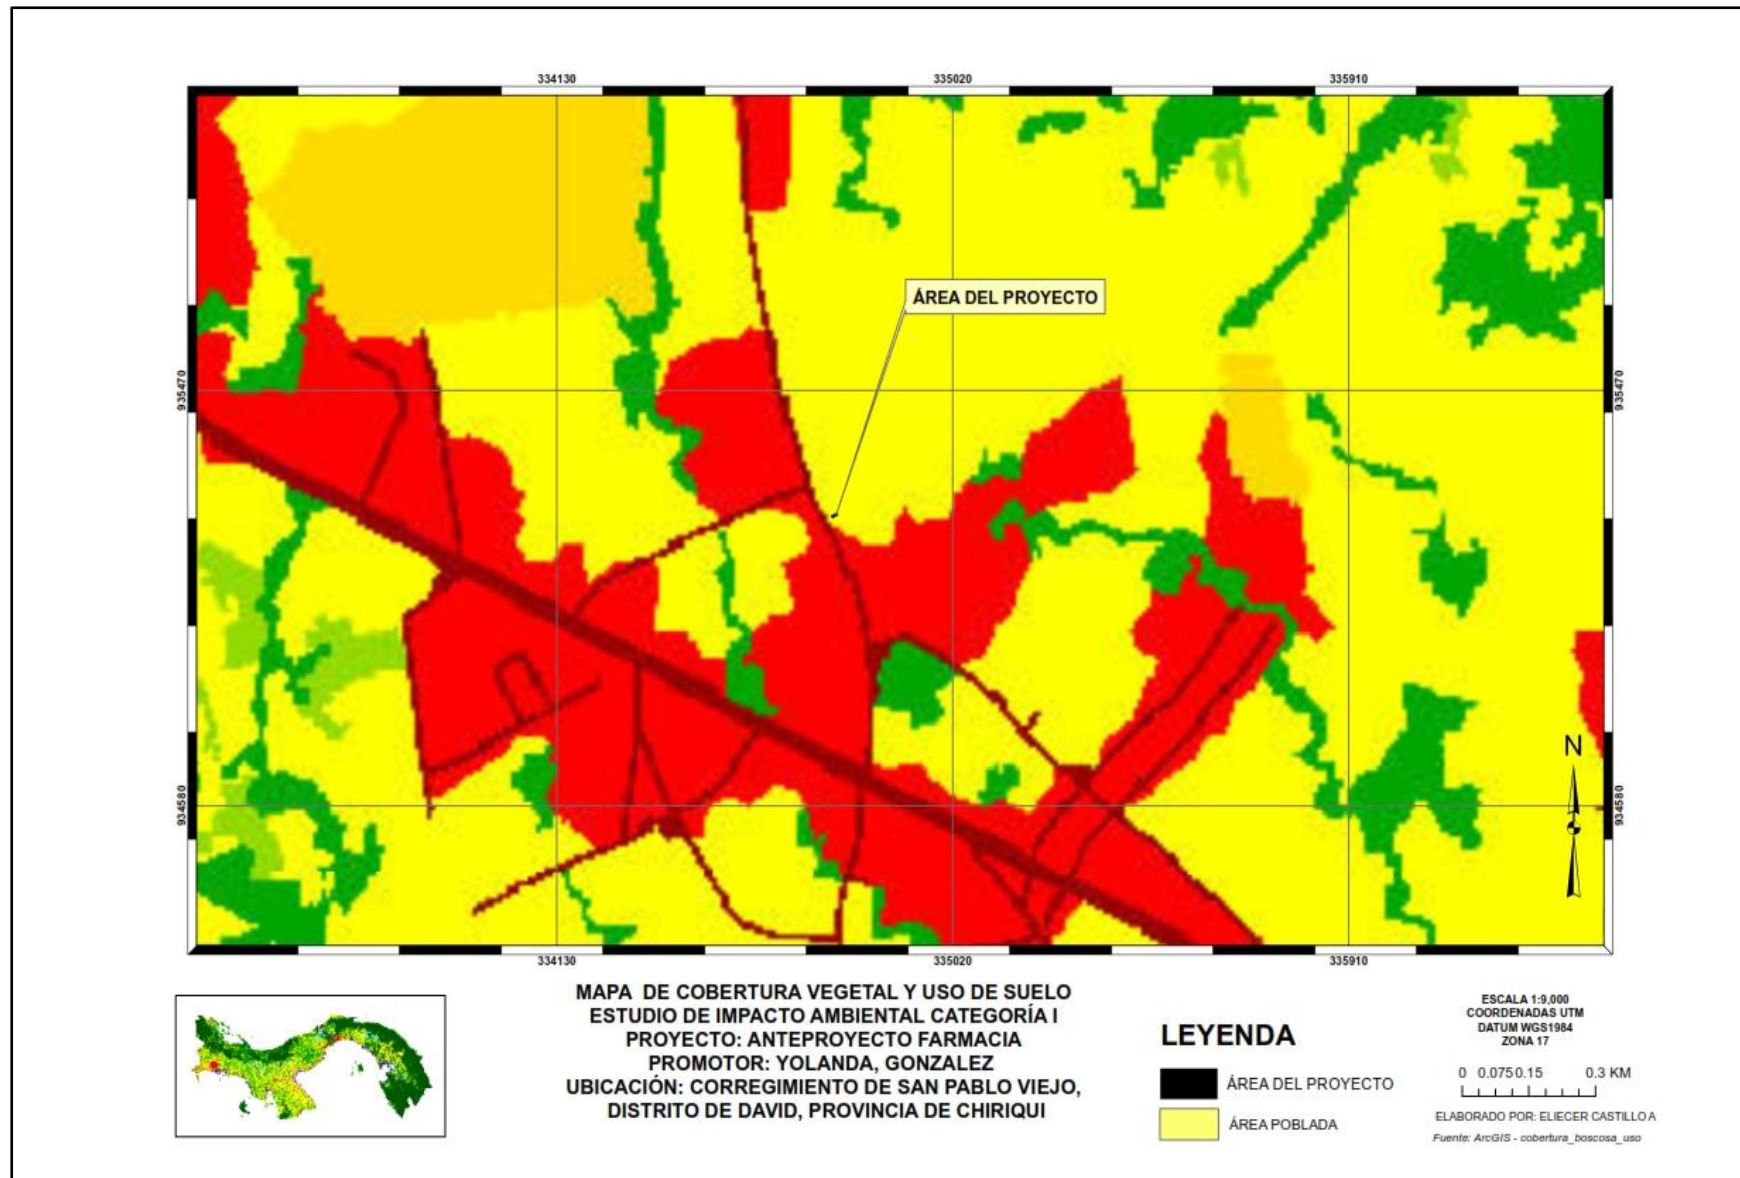 334130
335020
335910
ÁREA DEL PROYECTO
935470
935470
934580
934580
N
334130
335020
335910
MAPA DE COBERTURA VEGETAL Y USO DE SUELO
ESTUDIO DE IMPACTO AMBIENTAL CATEGORÍA I
PROYECTO: ANTEPROYECTO FARMACIA
PROMOTOR: YOLANDA, GONZALEZ
UBICACIÓN: CORREGIMIENTO DE SAN PABLO VIEJO,
DISTRITO DE DAVID, PROVINCIA DE CHIRIQUI
LEYENDA
ÁREA DEL PROYECTO
ÁREA POBLADA
ESCALA 1:9,000
COORDENADAS UTM
DATUM WGS1984
ZONA 17
0 0.075 0.15 0.3 KM
ELABORADO POR: ELIECER CASTILLO A
Fuente: ArcGIS - cobertura_boscosa_uso